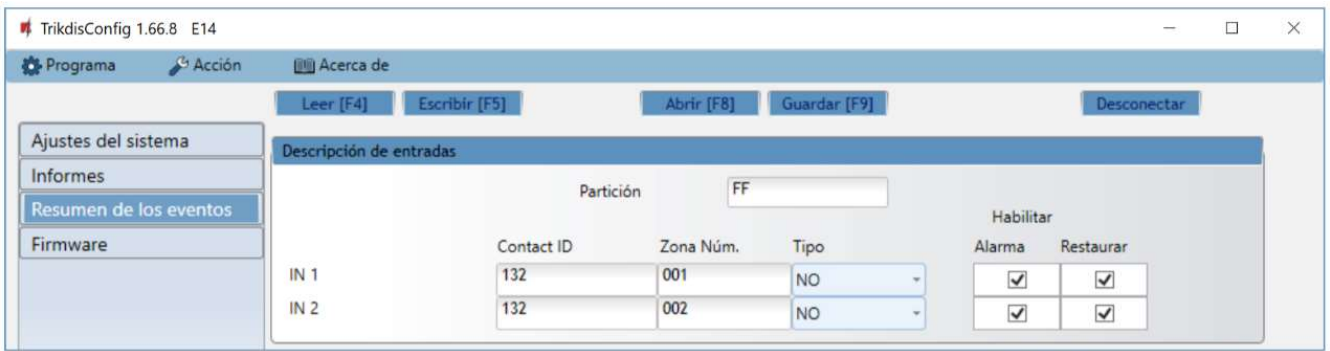 TrikdisConfig 1.66.8 E14
Programa Acción Acerca de
Leer [F4] Escribir [F5] Abrir [F8] Guardar [F9] Desconectar
Ajustes del sistema
Informes
Resumen de los eventos
Firmware
Descripción de entradas
Partición FF
Habilitar
Contact ID Zona Núm. Tipo Alarma Restaurar
IN 1 132 001 NO
IN 2 132 002 NO